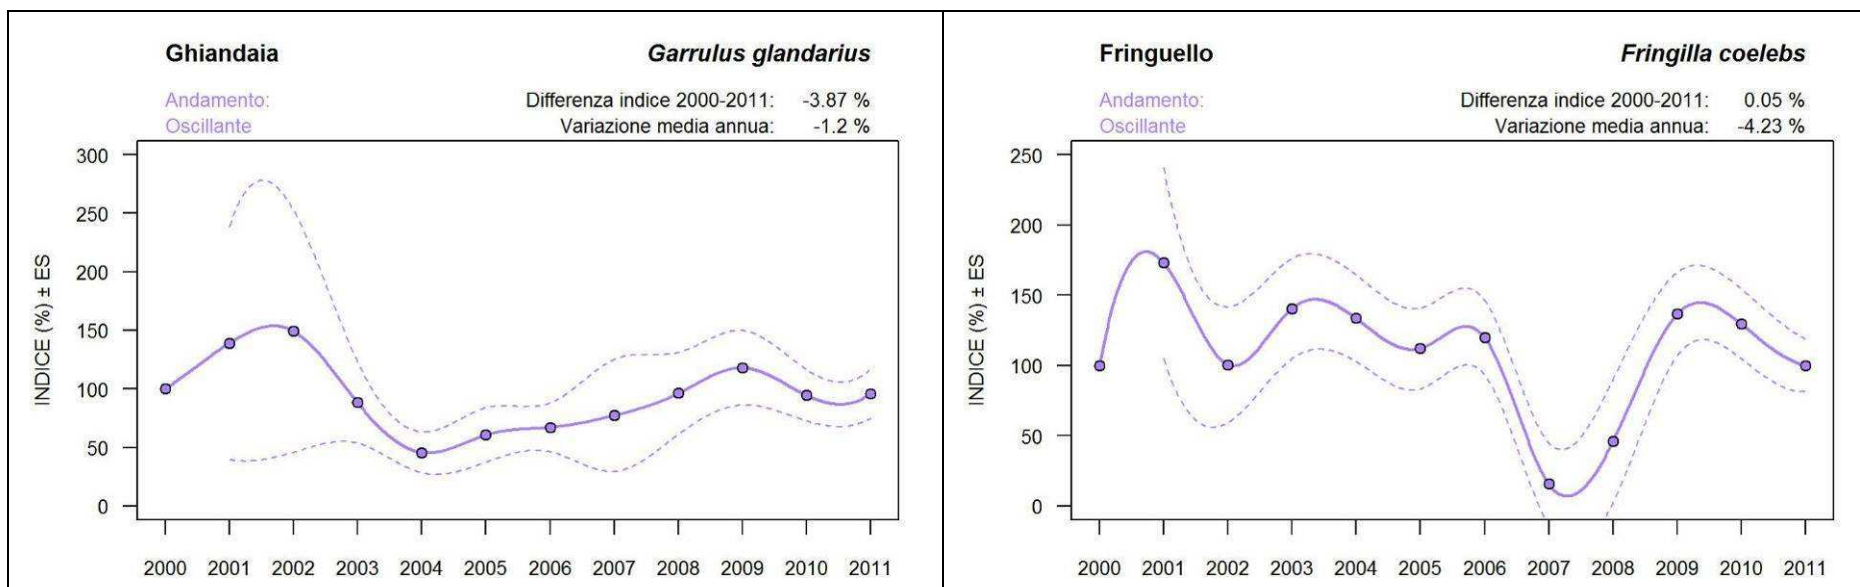 Ghiandaia Garrulus glandarius
Andamento: Differenza indice 2000-2011: -3.87 %
Oscillante Variazione media annua: -1.2 %
INDICE (%) ± ES
300
250
200
150
100
50
0
2000 2001 2002 2003 2004 2005 2006 2007 2008 2009 2010 2011
Fringuello Fringilla coelebs
Andamento: Differenza indice 2000-2011: 0.05 %
Oscillante Variazione media annua: -4.23 %
INDICE (%) ± ES
250
200
150
100
50
0
2000 2001 2002 2003 2004 2005 2006 2007 2008 2009 2010 2011